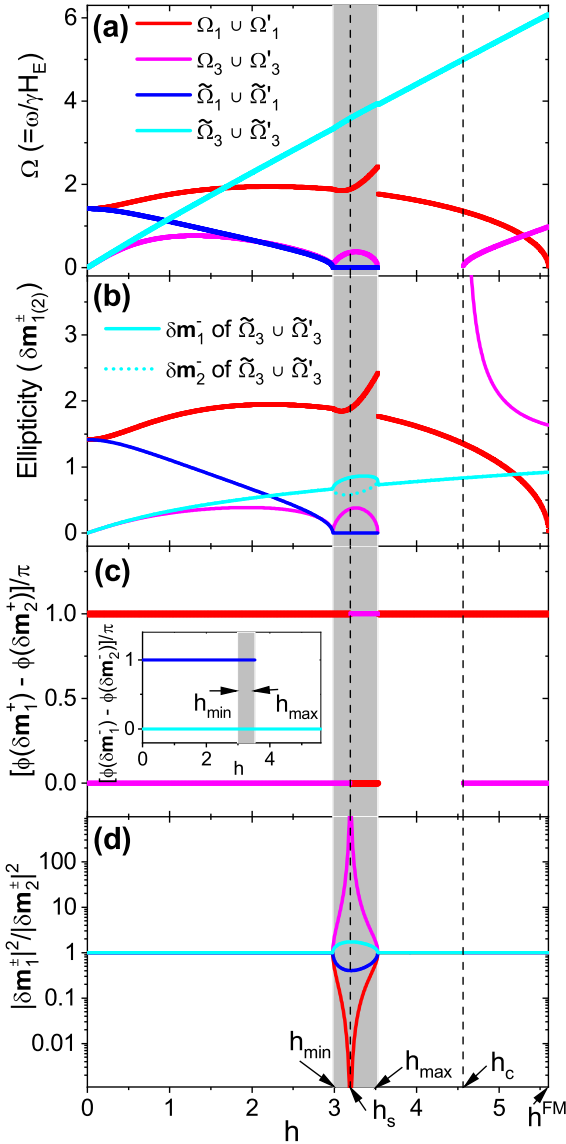 (a)
Ω₁ ∪ Ω'₁
Ω₃ ∪ Ω'₃
Ω̃₁ ∪ Ω̃'₁
Ω̃₃ ∪ Ω̃'₃
Ω (=ω/γH_E)
6
4
2
0
(b)
δm₁⁻ of Ω̃₃ ∪ Ω̃'₃
δm₂⁻ of Ω̃₃ ∪ Ω̃'₃
Ellipticity (δm^±_1(2))
3
2
1
0
(c)
[ϕ(δm₁⁺) - ϕ(δm₂⁺)]/π
1.0
0.5
0.0
[ϕ(δm₁⁻) - ϕ(δm₂⁻)]/π
1
0
h_min
h_max
0 2 4
h
(d)
|δm₁^±|²/|δm₂^±|²
100
10
1
0.1
0.01
h_min
h_max
h_s
h_c
h^FM
0 1 2 3 4 5
h